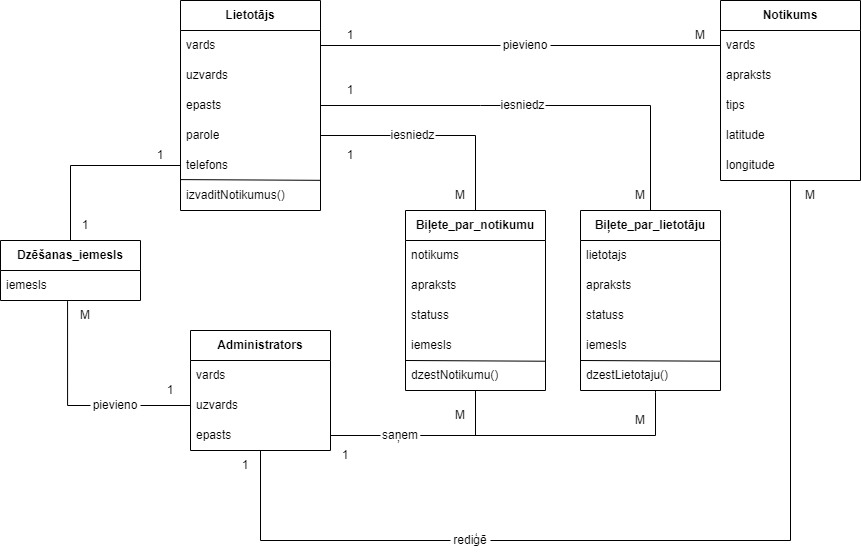 Lietotājs
vards
uzvards
epasts
parole
telefons
izvaditNotikumus()
1
pievieno
M
1
iesniedz
M
1
iesniedz
M
Notikums
vards
apraksts
tips
latitude
longitude
M
1
1
Dzēšanas_iemesls
iemesls
M
pievieno
1
Biļete_par_notikumu
notikums
apraksts
statuss
iemesls
dzestNotikumu()
M
Biļete_par_lietotāju
lietotajs
apraksts
statuss
iemesls
dzestLietotaju()
M
Administrators
vards
uzvards
epasts
saņem
1
1
rediģē